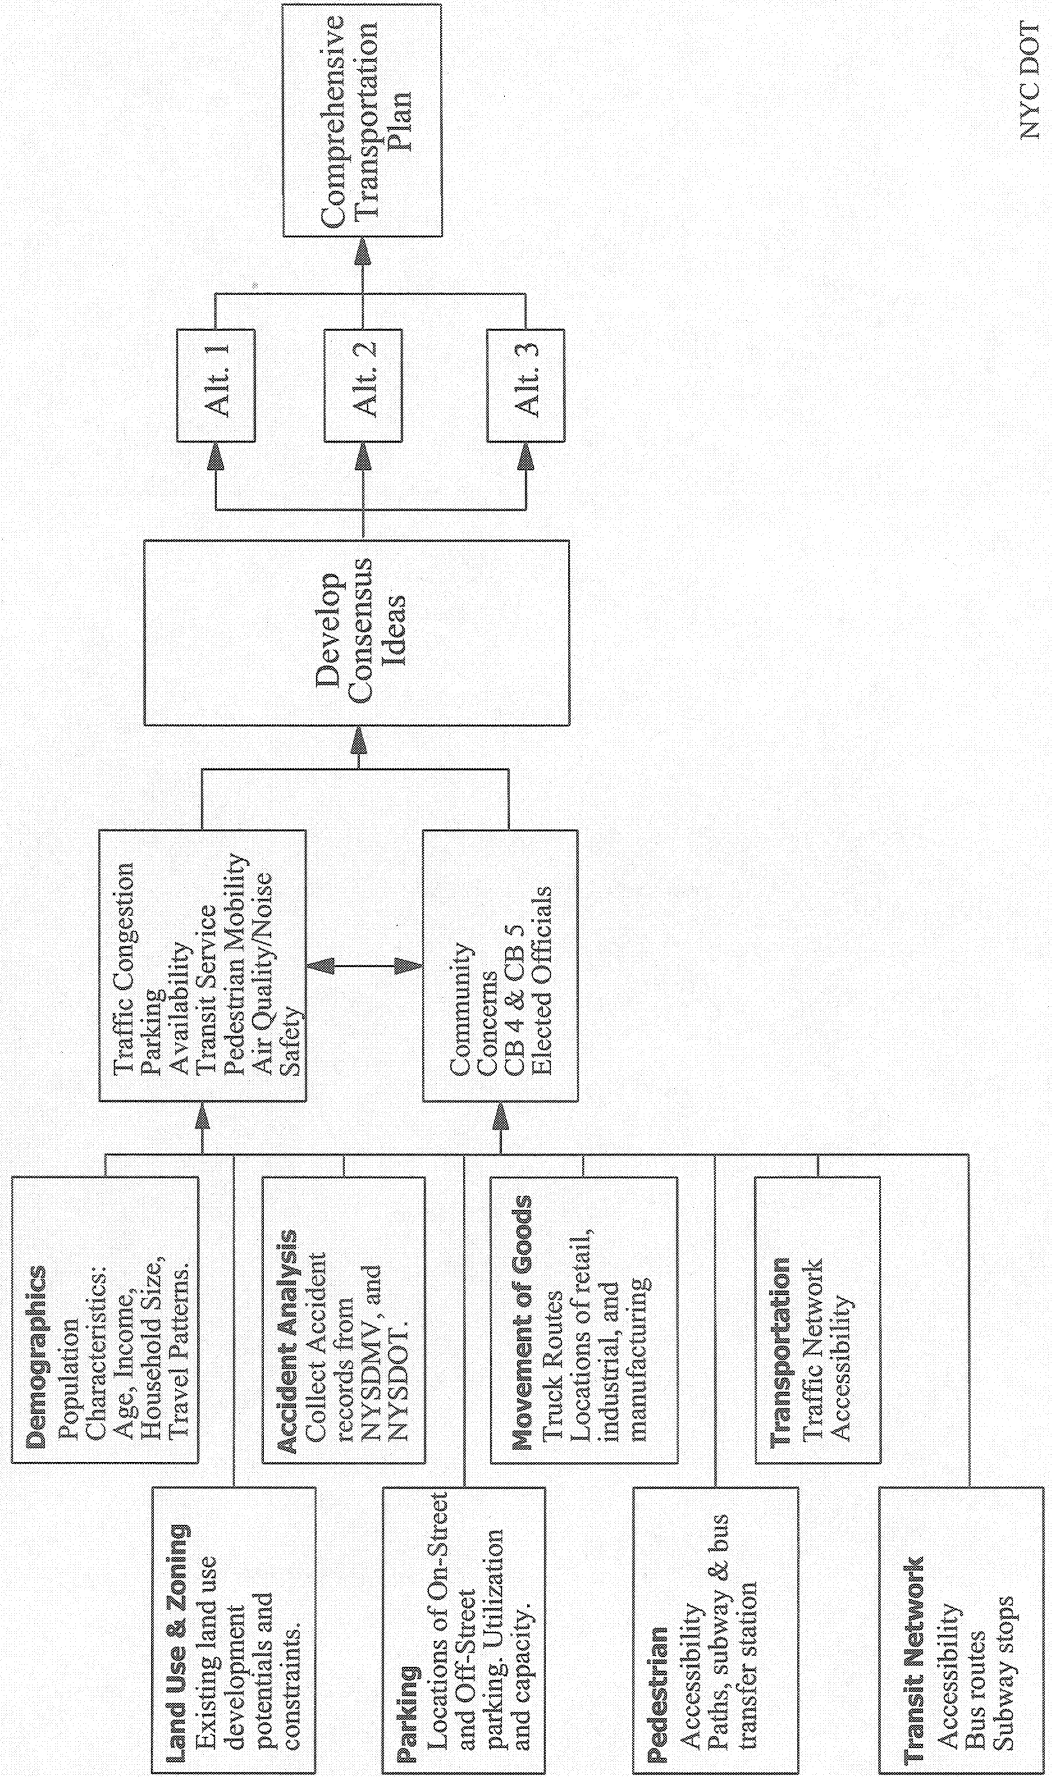 Demographics
Population
Characteristics:
Age, Income,
Household Size,
Travel Patterns.
Land Use & Zoning
Existing land use
development
potentials and
constraints.
Accident Analysis
Collect Accident
records from
NYSDMV, and
NYSDOT.
Parking
Locations of On-Street
and Off-Street
parking. Utilization
and capacity.
Movement of Goods
Truck Routes
Locations of retail,
industrial, and
manufacturing
Pedestrian
Accessibility
Paths, subway & bus
transfer station
Transportation
Traffic Network
Accessibility
Transit Network
Accessibility
Bus routes
Subway stops
Traffic Congestion
Parking
Availability
Transit Service
Pedestrian Mobility
Air Quality/Noise
Safety
Community
Concerns
CB 4 & CB 5
Elected Officials
Develop
Consensus
Ideas
Alt. 1
Alt. 2
Alt. 3
Comprehensive
Transportation
Plan
NYC DOT